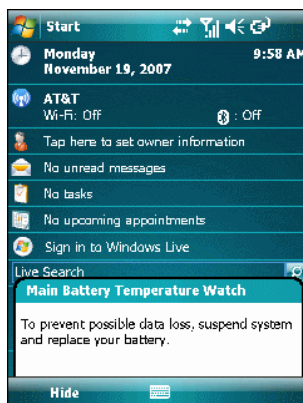 Start
Monday 9:58 AM
November 19, 2007
AT&T
Wi-Fi: Off : Off
Tap here to set owner information
No unread messages
No tasks
No upcoming appointments
Sign in to Windows Live
Live Search
Main Battery Temperature Watch
To prevent possible data loss, suspend system
and replace your battery.
Hide